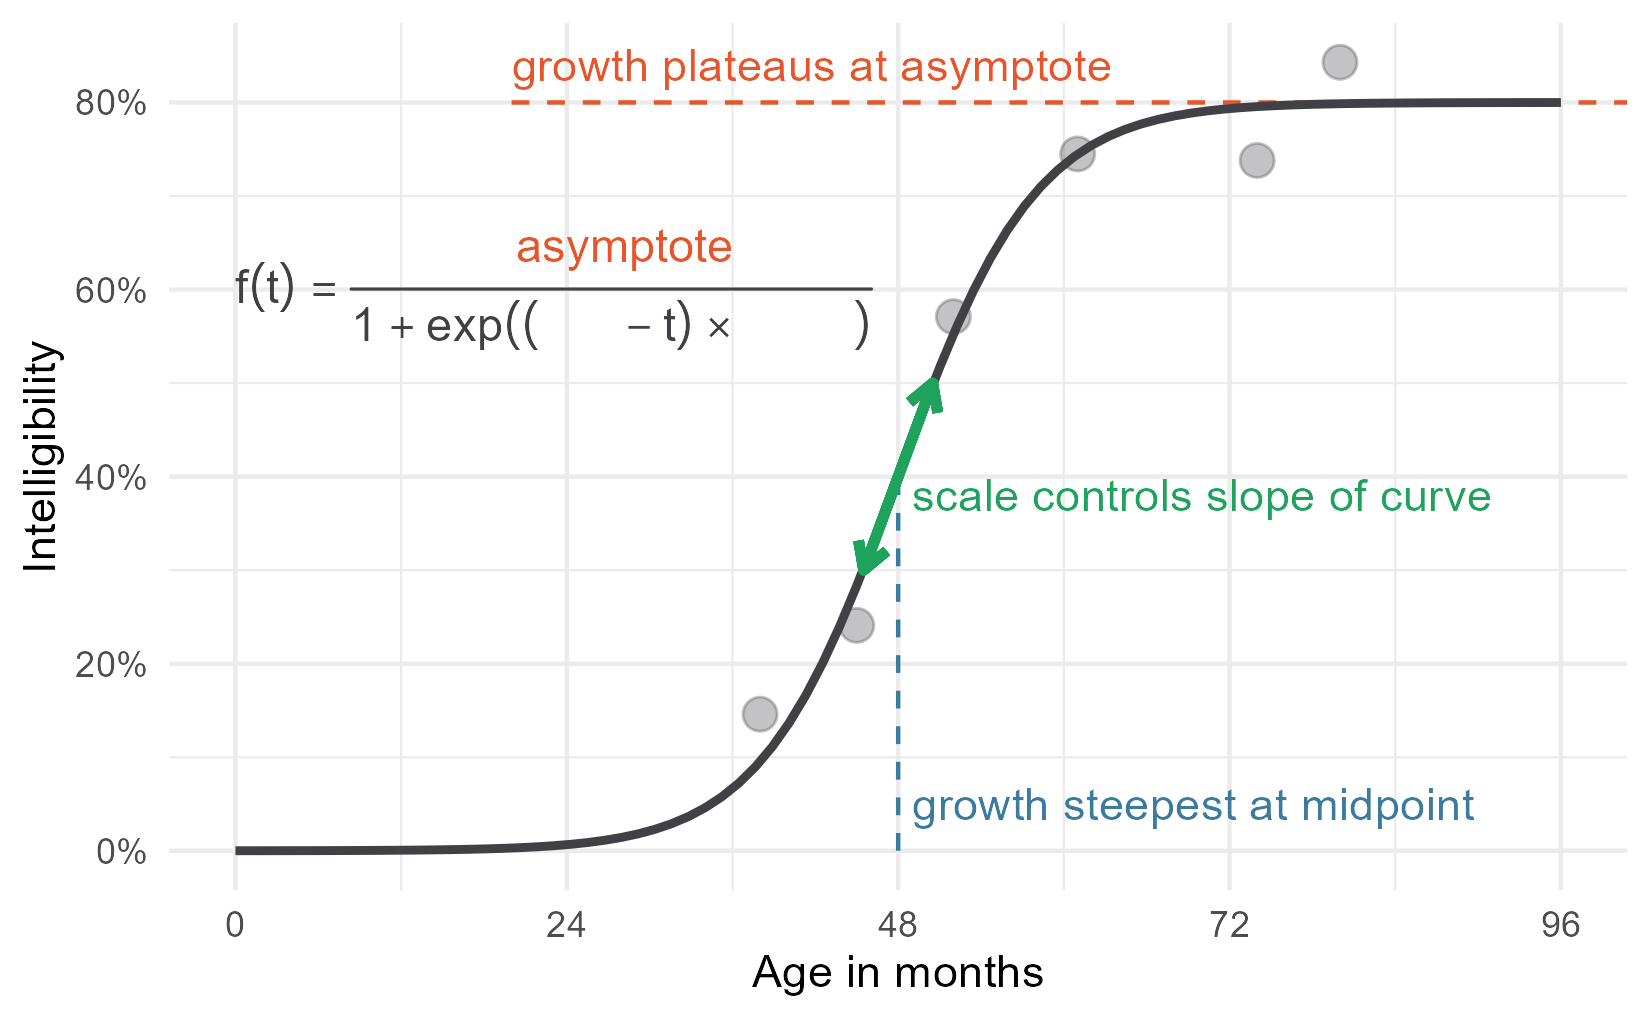 growth plateaus at asymptote
80%
asymptote
f(t) =
60%
1 + exp((        − t) ×        )
Intelligibility
40%
scale controls slope of curve
20%
growth steepest at midpoint
0%
0 24 48 72 96
Age in months